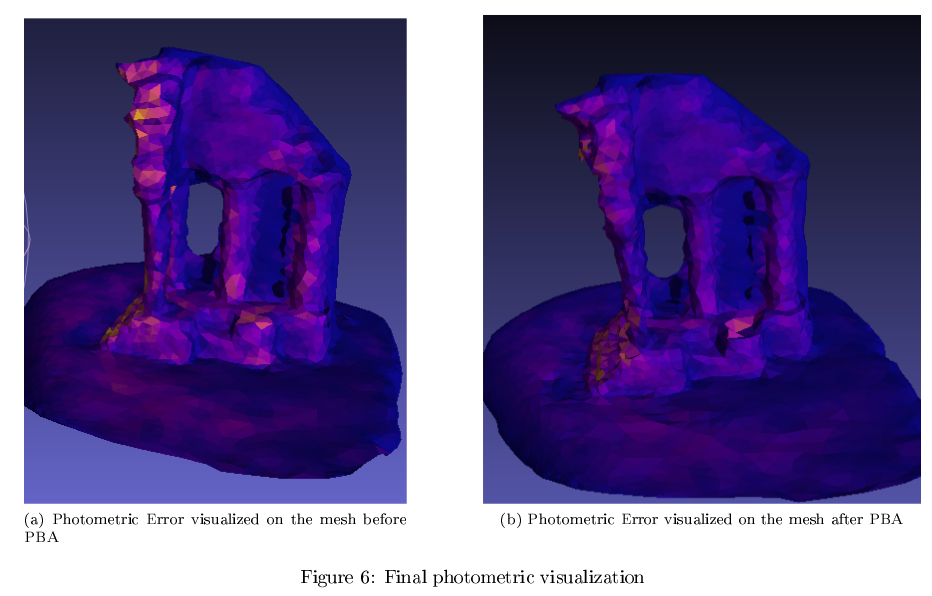 (a) Photometric Error visualized on the mesh before
PBA
(b) Photometric Error visualized on the mesh after PBA
Figure 6: Final photometric visualization